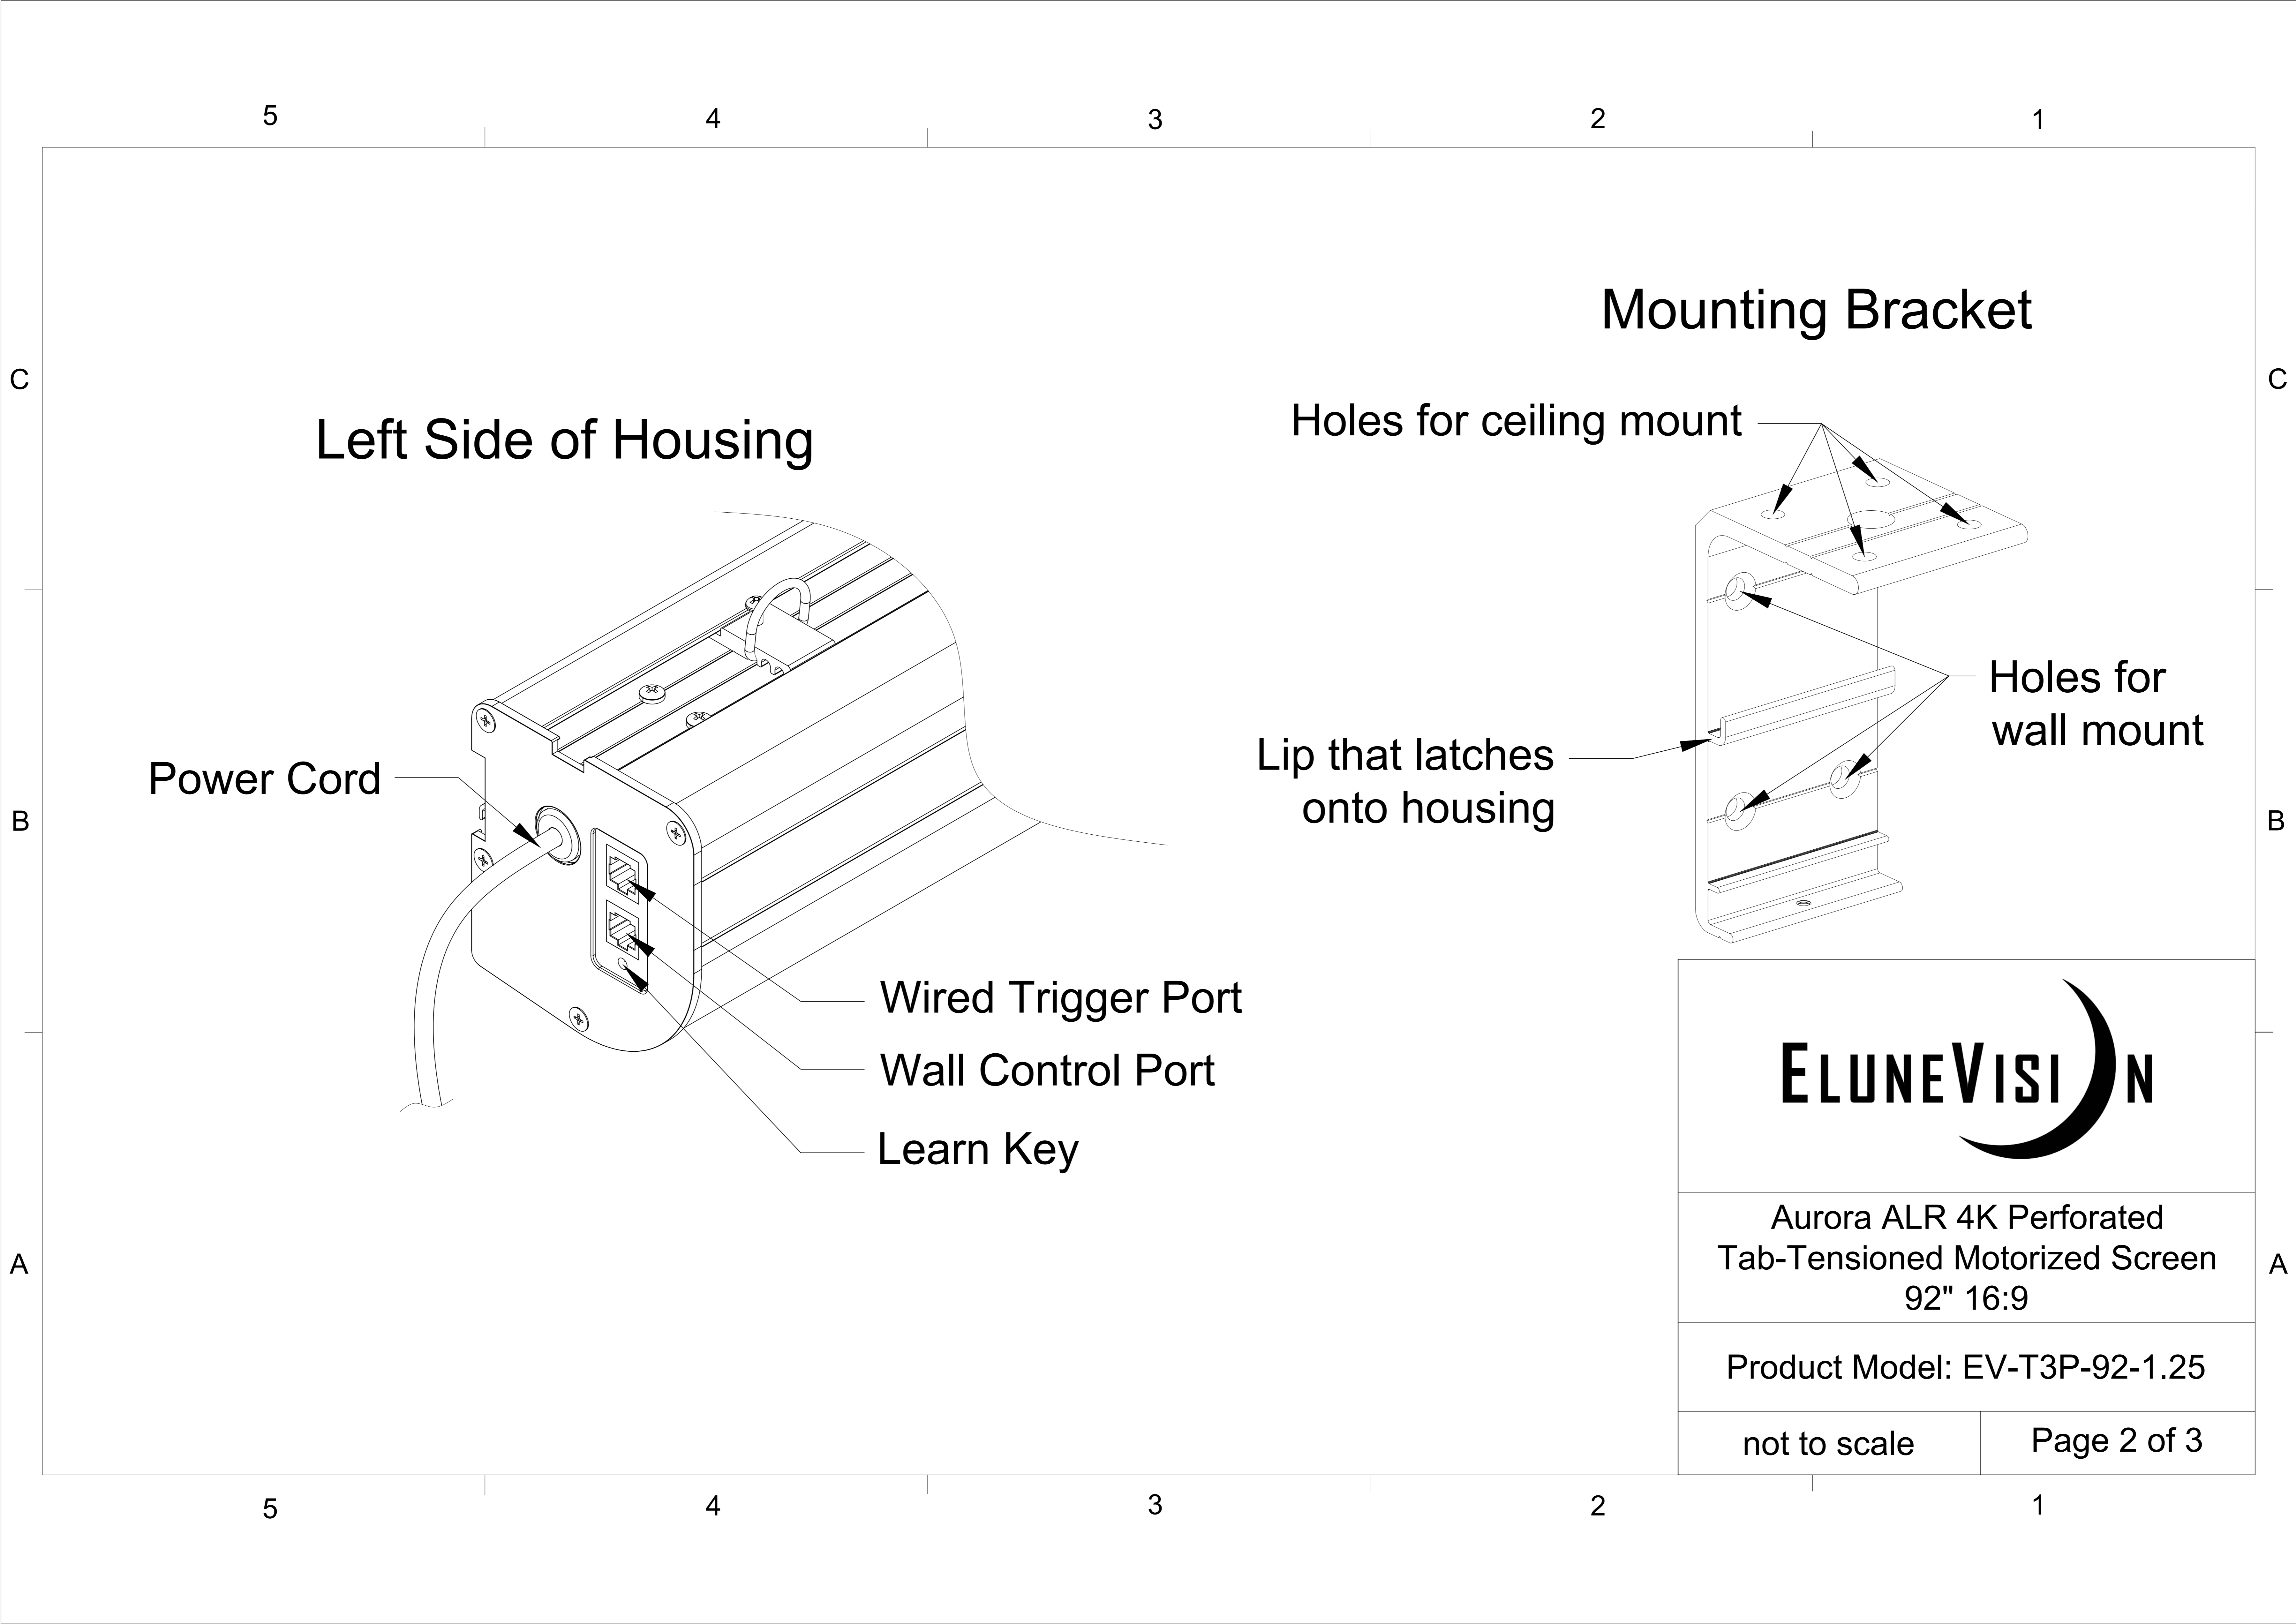 5 4 3 2 1
Mounting Bracket
C C
Holes for ceiling mount
Left Side of Housing
Holes for
wall mount
Lip that latches
onto housing
Power Cord
B B
Wired Trigger Port
Wall Control Port
Learn Key
ELUNEVISION
A A
Aurora ALR 4K Perforated
Tab-Tensioned Motorized Screen
92" 16:9
Product Model: EV-T3P-92-1.25
not to scale
Page 2 of 3
5 4 3 2 1